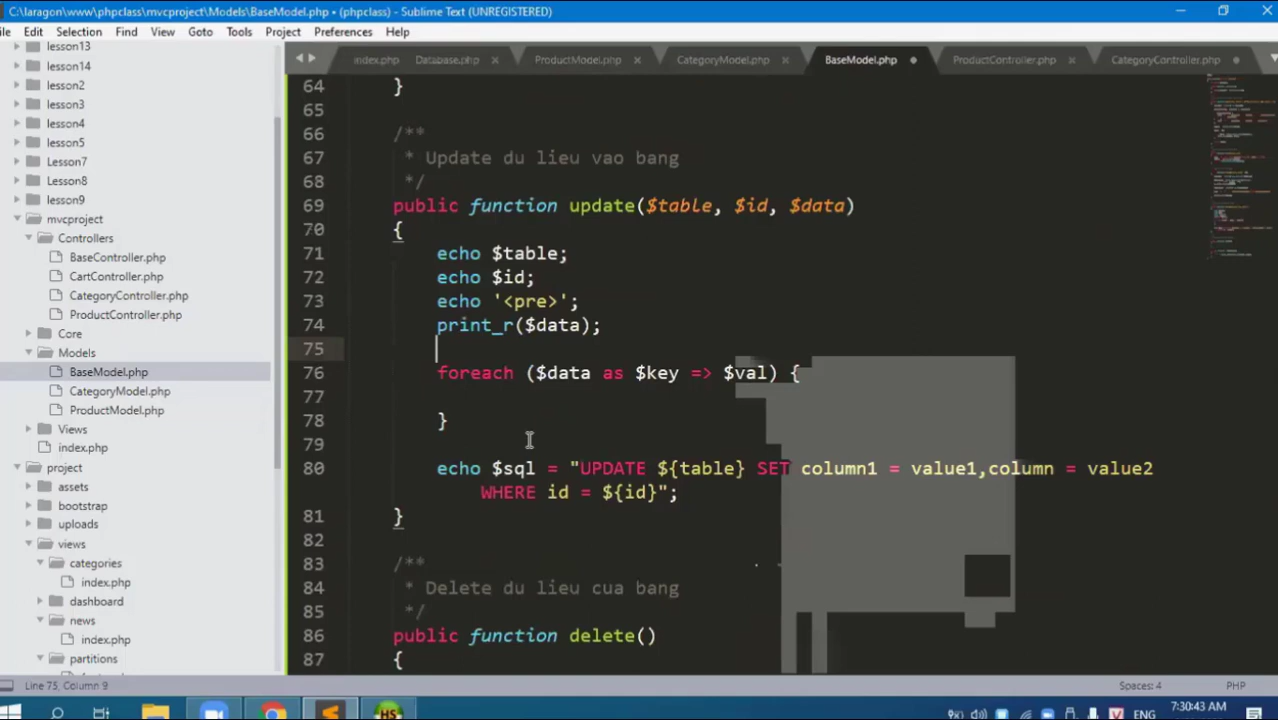 C:\laragon\www\phpclass\mvcproject\Models\BaseModel.php • (phpclass) - Sublime Text (UNREGISTERED)
Edit Selection Find View Goto Tools Project Preferences Help
index.php Database.php ProductModel.php CategoryModel.php BaseModel.php ProductController.php CategoryController.php
lesson13
lesson14
lesson2
lesson3
lesson4
lesson5
Lesson7
Lesson8
lesson9
mvcproject
Controllers
BaseController.php
CartController.php
CategoryController.php
ProductController.php
Core
Models
BaseModel.php
CategoryModel.php
ProductModel.php
Views
index.php
project
assets
bootstrap
uploads
views
categories
index.php
dashboard
news
index.php
partitions
64 }
65
66 /**
67 * Update du lieu vao bang
68 */
69 public function update($table, $id, $data)
70 {
71 echo $table;
72 echo $id;
73 echo '<pre>';
74 print_r($data);
75
76 foreach ($data as $key => $val) {
77
78 }
79
80 echo $sql = "UPDATE ${table} SET column1 = value1,column = value2
WHERE id = ${id}";
81 }
82
83 /**
84 * Delete du lieu cua bang
85 */
86 public function delete()
87 {
Line 75, Column 9
Spaces: 4
PHP
ENG
7:30:43 AM